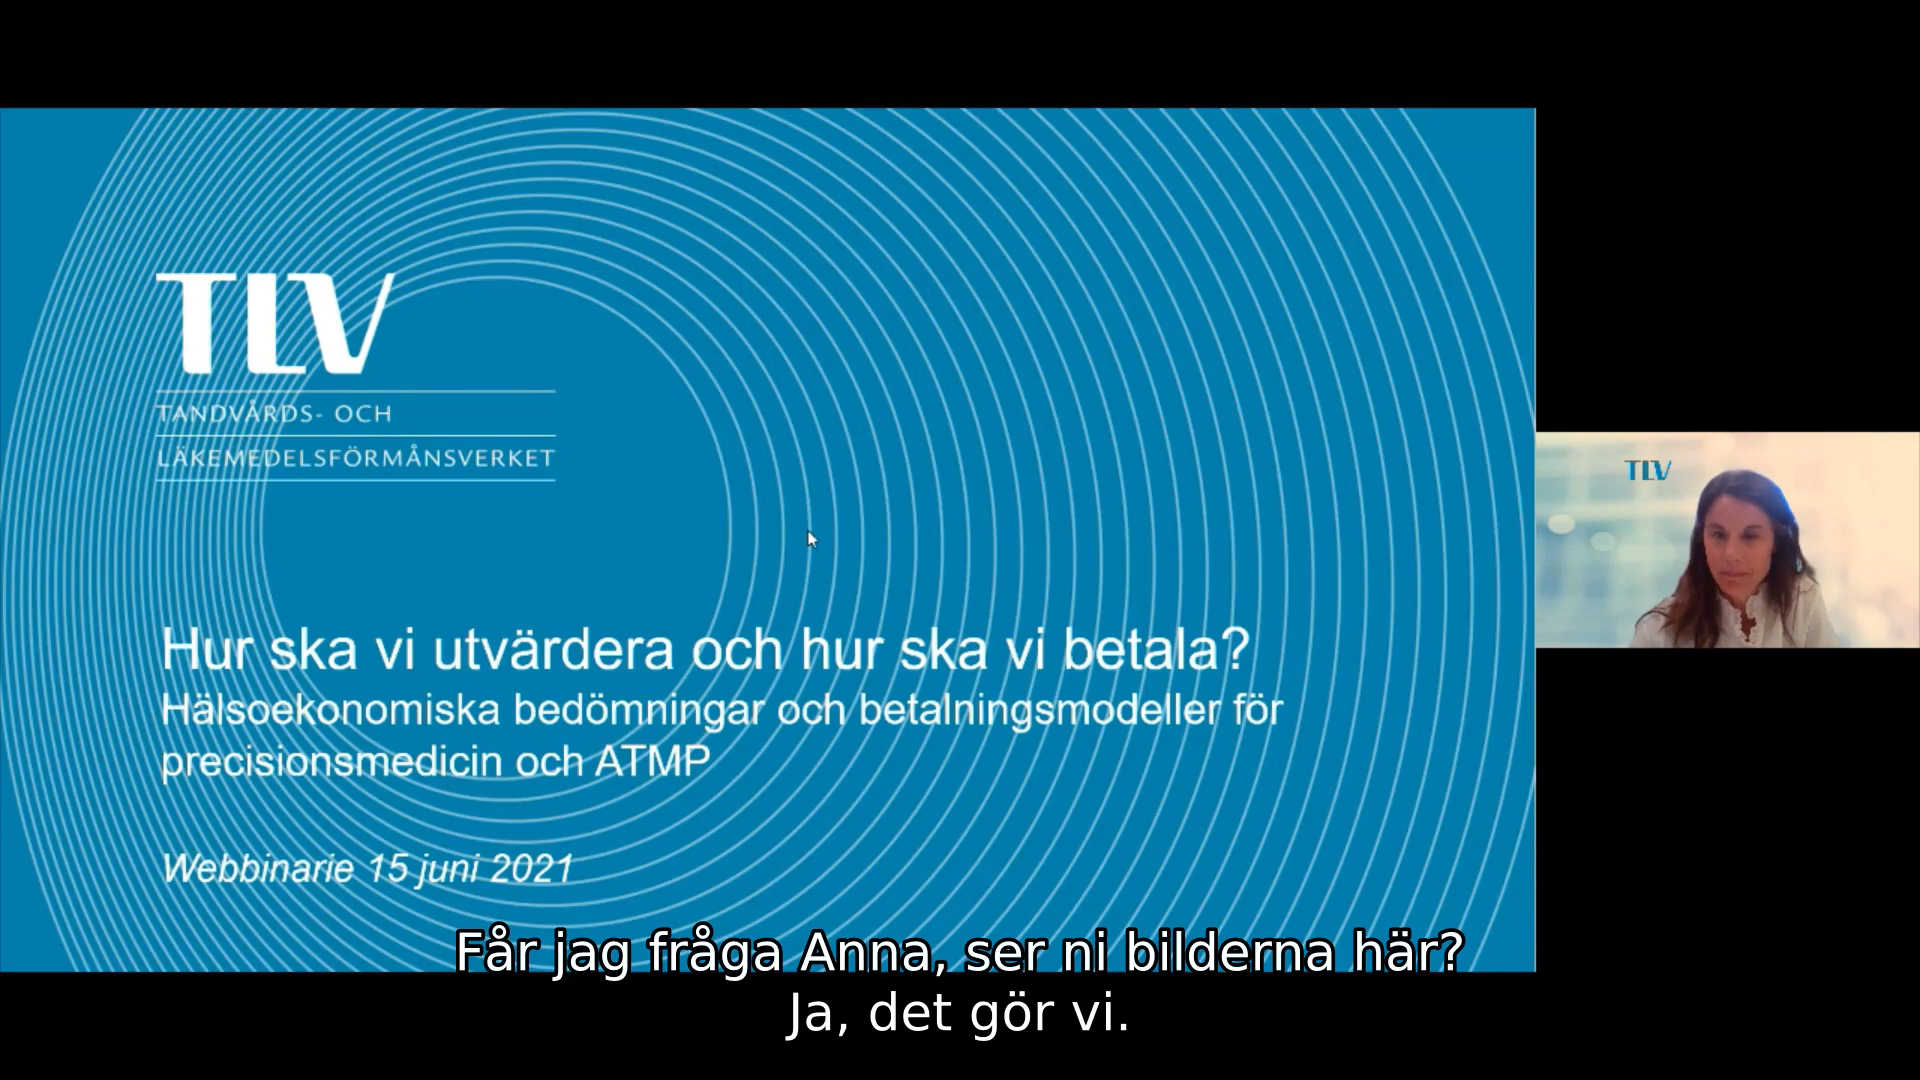 TLV
TANDVÅRDS- OCH
LÄKEMEDELSFÖRMÅNSVERKET
Hur ska vi utvärdera och hur ska vi betala?
Hälsoekonomiska bedömningar och betalningsmodeller för
precisionsmedicin och ATMP
Webbinarie 15 juni 2021
TLV
Får jag fråga Anna, ser ni bilderna här?
Ja, det gör vi.